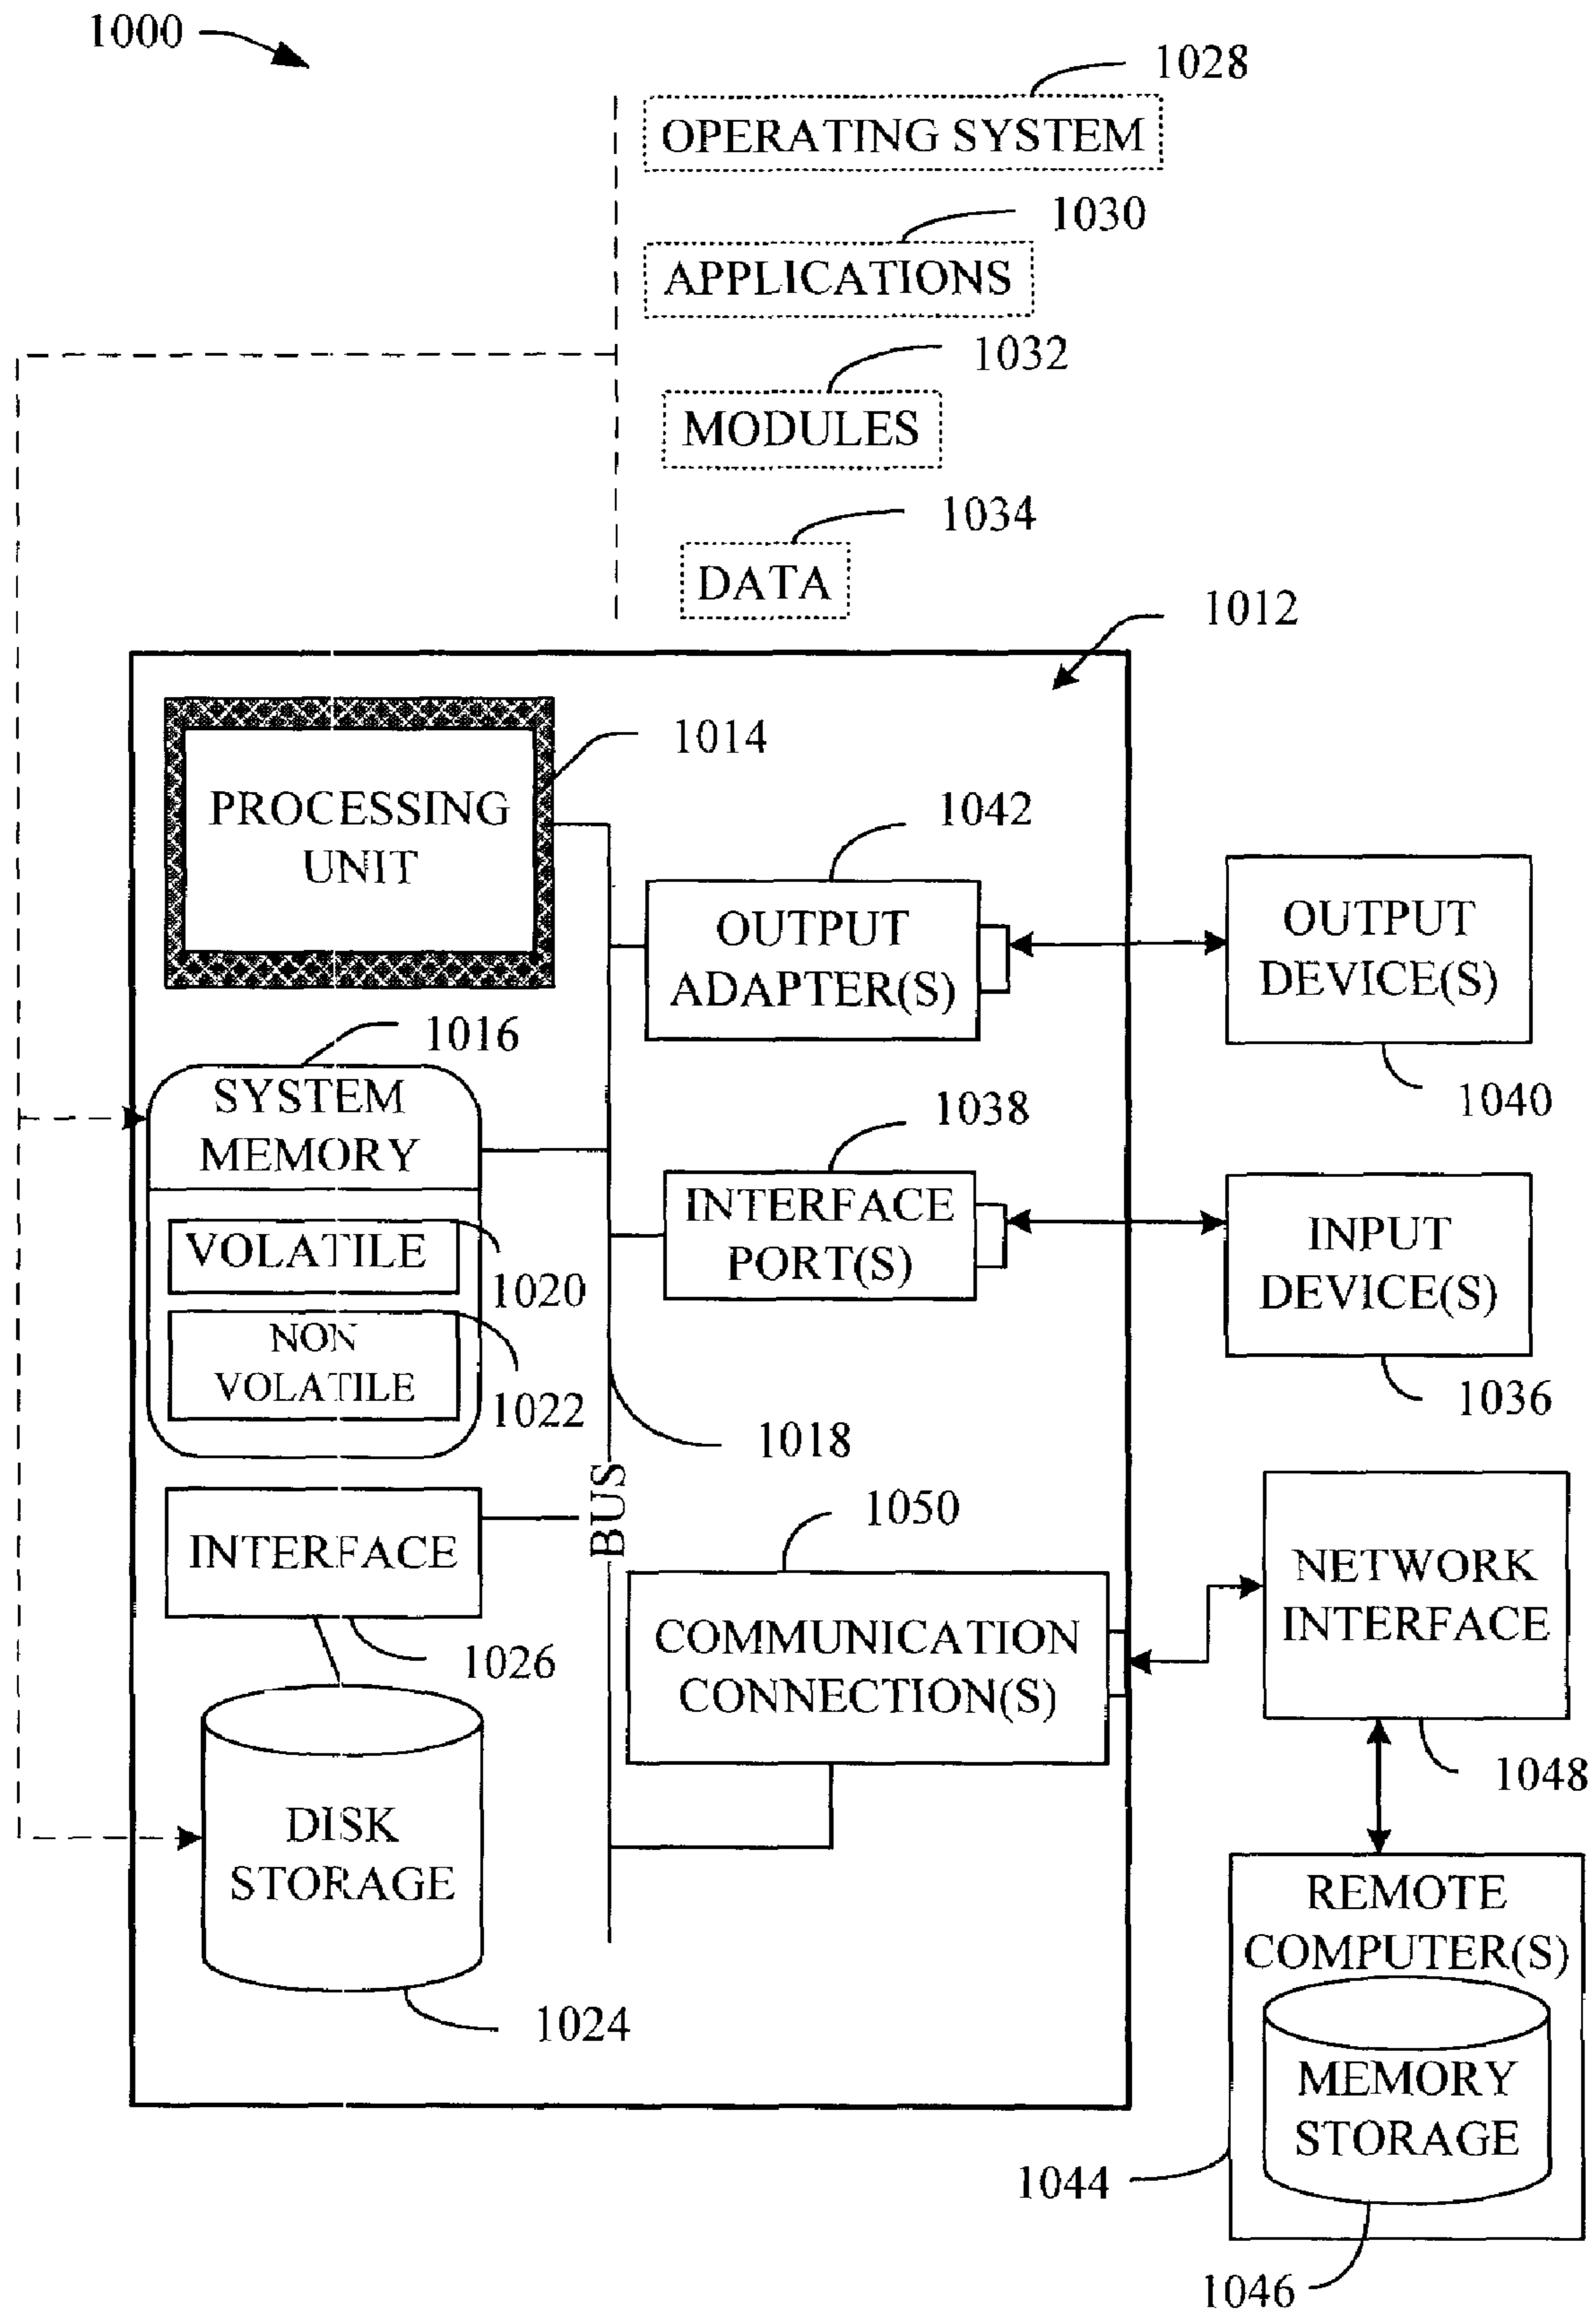 1000
1028
OPERATING SYSTEM
1030
APPLICATIONS
1032
MODULES
1034
DATA
1012
1014
PROCESSING
UNIT
1042
OUTPUT
ADAPTER(S)
OUTPUT
DEVICE(S)
1040
1016
SYSTEM
MEMORY
1038
INTERFACE
PORT(S)
INPUT
DEVICE(S)
1036
VOLATILE
1020
NON
VOLATILE
1022
1018
BUS
INTERFACE
1026
1050
COMMUNICATION
CONNECTION(S)
NETWORK
INTERFACE
1048
DISK
STORAGE
1024
REMOTE
COMPUTER(S)
MEMORY
STORAGE
1044
1046